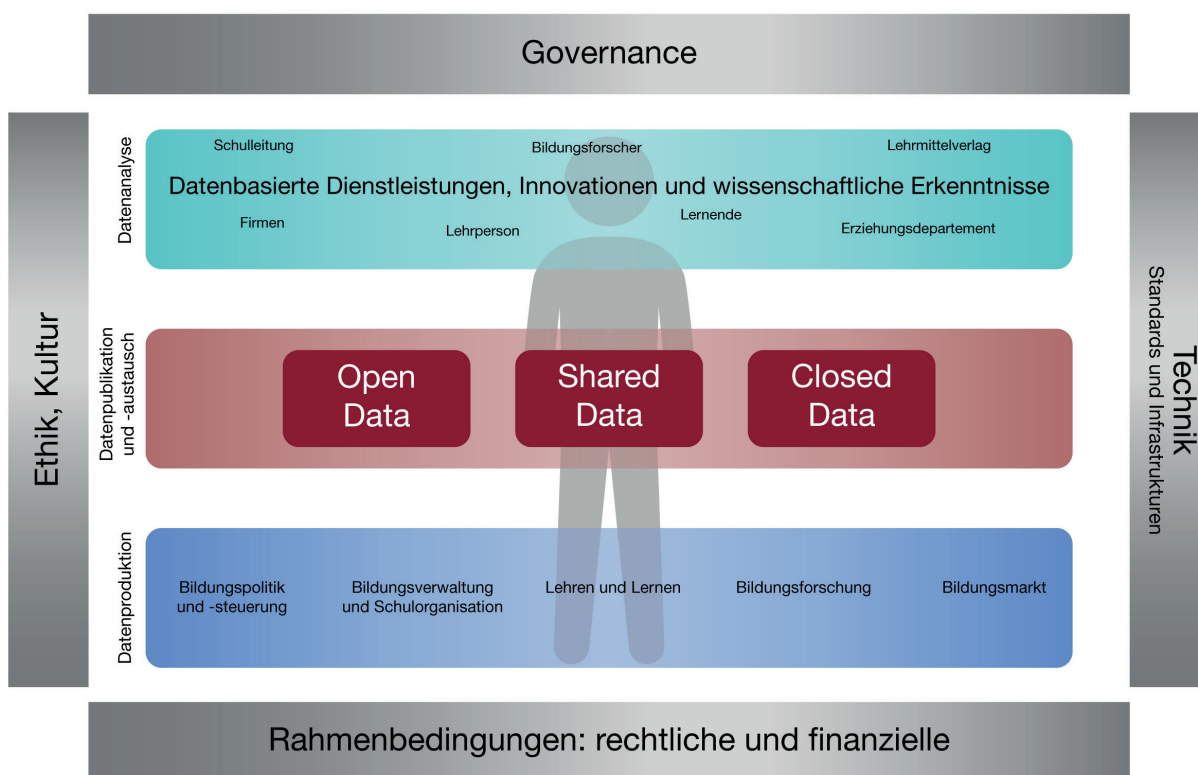 Governance
Ethik, Kultur
Datenanalyse
Schulleitung
Bildungsforscher
Lehrmittelverlag
Datenbasierte Dienstleistungen, Innovationen und wissenschaftliche Erkenntnisse
Firmen
Lehrperson
Lernende
Erziehungsdepartement
Datenpublikation
und -austausch
Open
Data
Shared
Data
Closed
Data
Datenproduktion
Bildungspolitik
und -steuerung
Bildungsverwaltung
und Schulorganisation
Lehren und Lernen
Bildungsforschung
Bildungsmarkt
Technik
Standards und Infrastrukturen
Rahmenbedingungen: rechtliche und finanzielle